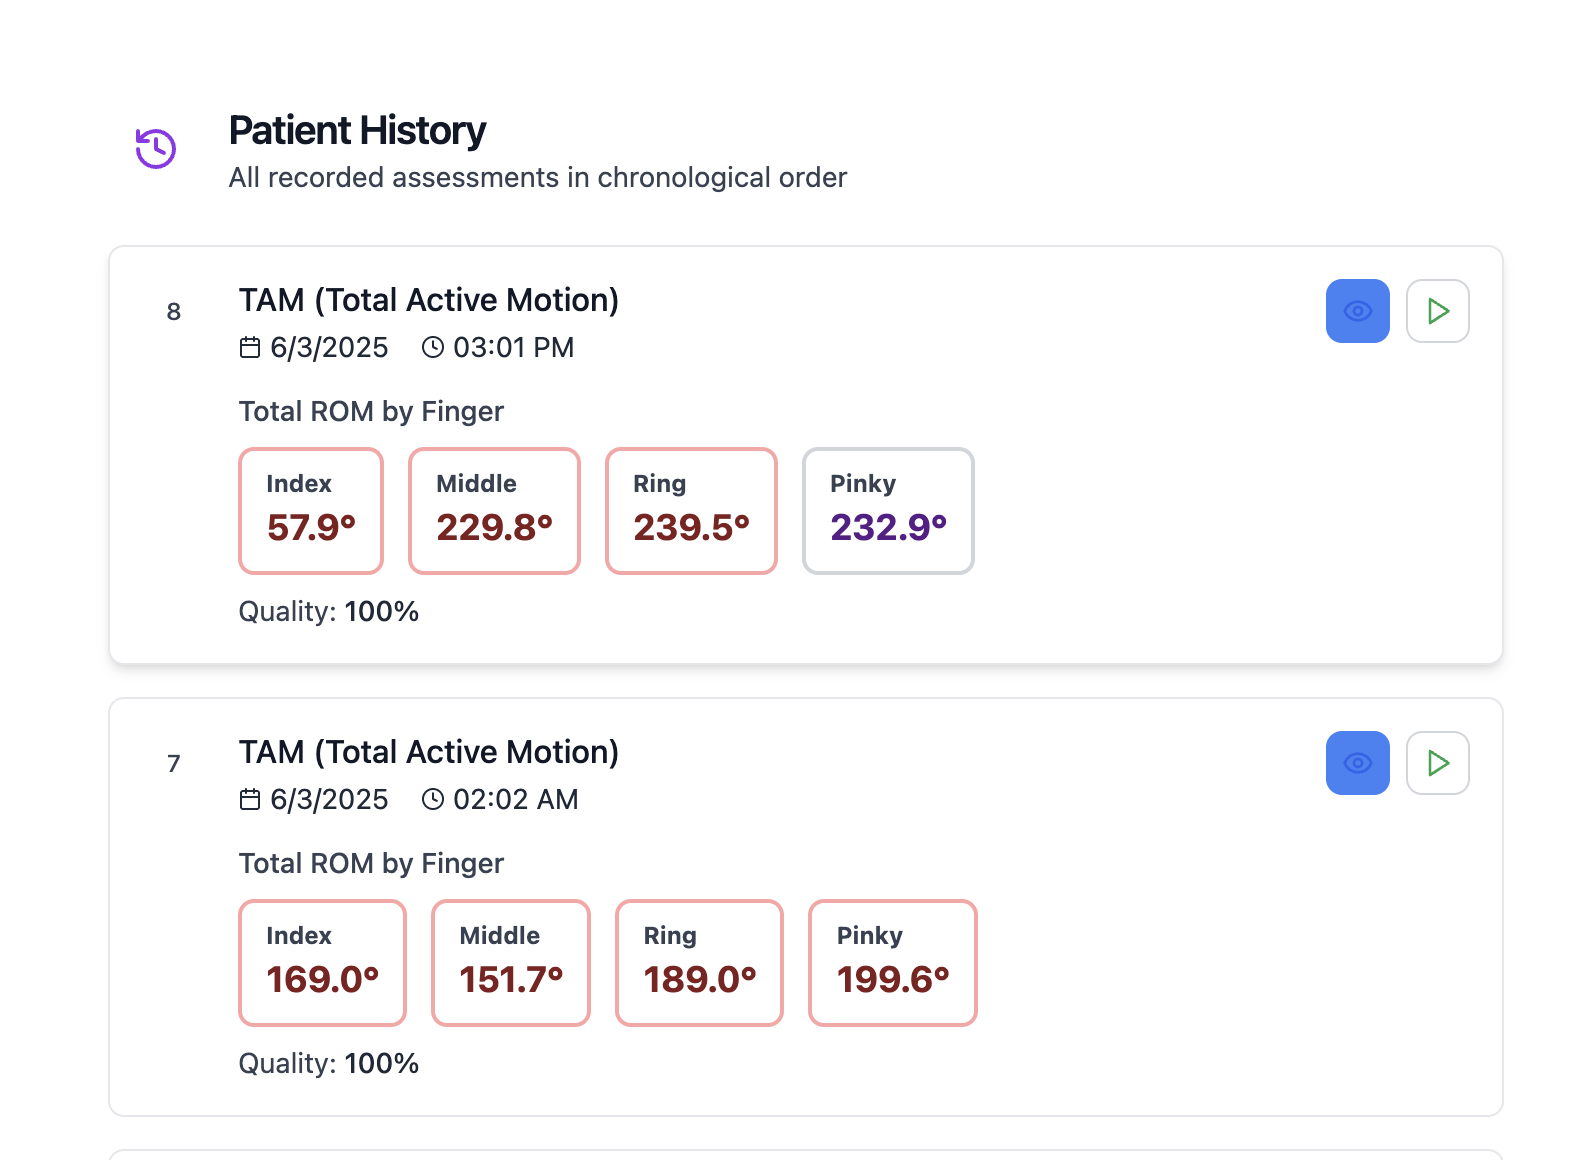 Patient History
All recorded assessments in chronological order
8
TAM (Total Active Motion)
6/3/2025 03:01 PM
Total ROM by Finger
Index Middle Ring Pinky
57.9° 229.8° 239.5° 232.9°
Quality: 100%
7
TAM (Total Active Motion)
6/3/2025 02:02 AM
Total ROM by Finger
Index Middle Ring Pinky
169.0° 151.7° 189.0° 199.6°
Quality: 100%